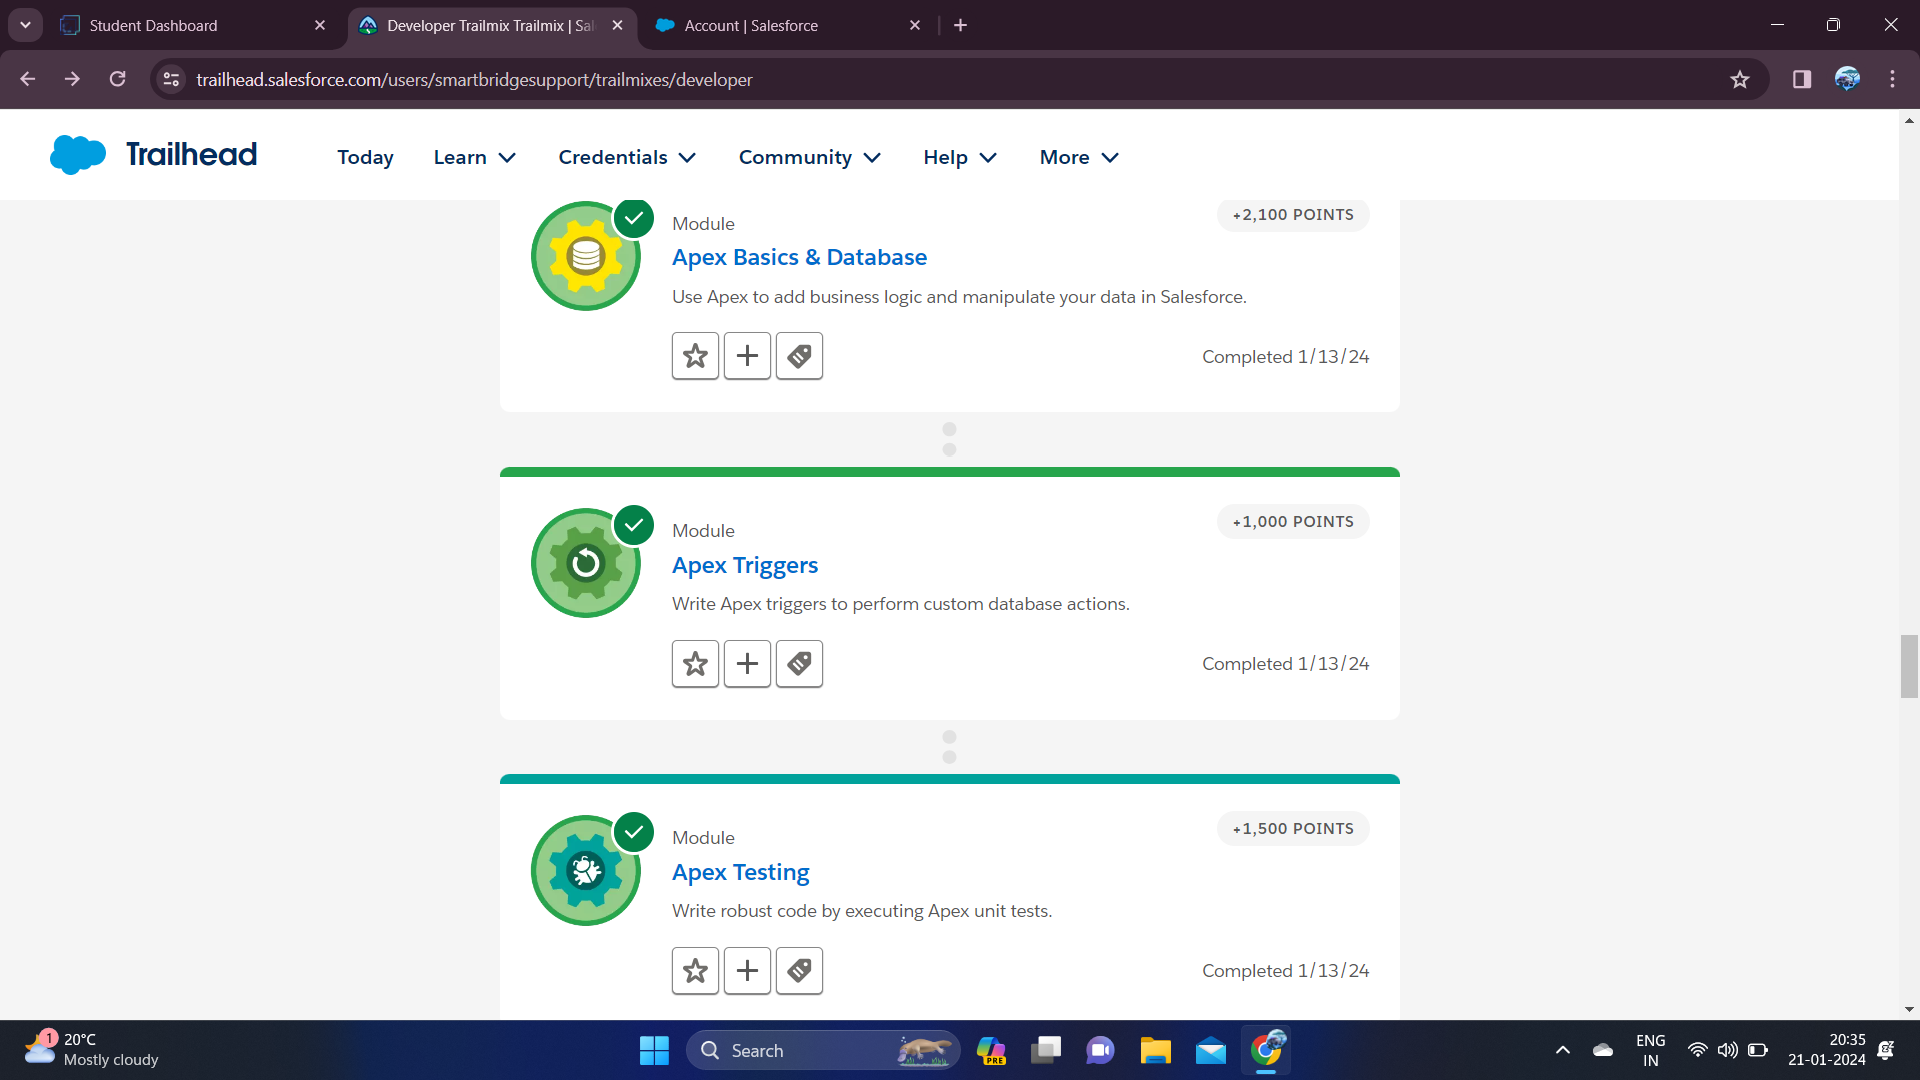 Student Dashboard
Developer Trailmix Trailmix | Sal
Account | Salesforce
trailhead.salesforce.com/users/smartbridgesupport/trailmixes/developer
Trailhead
Today
Learn
Credentials
Community
Help
More
+2,100 POINTS
Module
Apex Basics & Database
Use Apex to add business logic and manipulate your data in Salesforce.
Completed 1/13/24
+1,000 POINTS
Module
Apex Triggers
Write Apex triggers to perform custom database actions.
Completed 1/13/24
+1,500 POINTS
Module
Apex Testing
Write robust code by executing Apex unit tests.
Completed 1/13/24
1
20°C
Mostly cloudy
Search
PRE
ENG
IN
20:35
21-01-2024